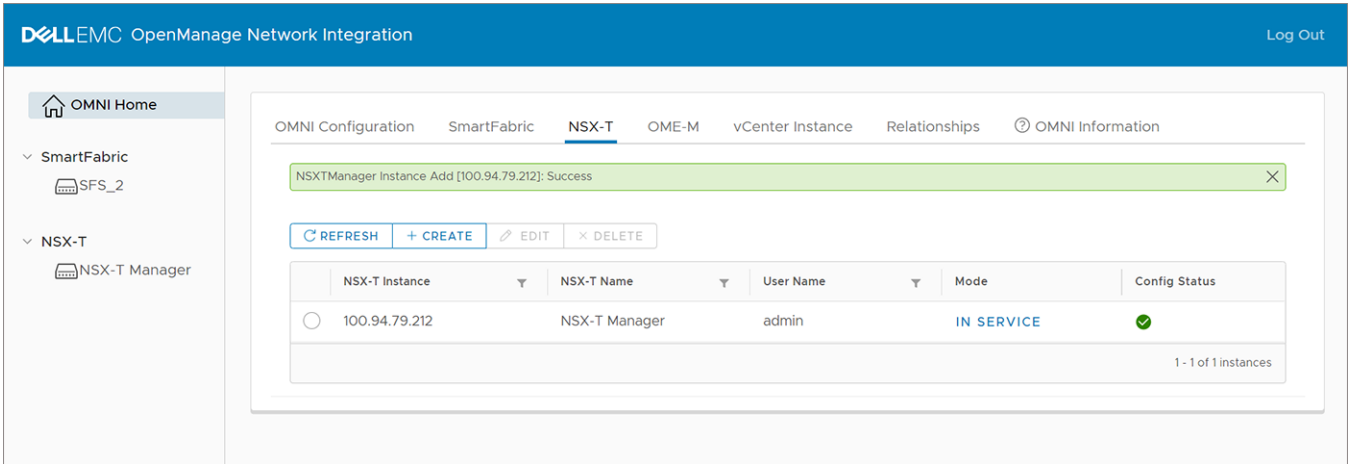 DELLEMC OpenManage Network Integration
Log Out
OMNI Home
SmartFabric
SFS_2
NSX-T
NSX-T Manager
OMNI Configuration SmartFabric NSX-T OME-M vCenter Instance Relationships ? OMNI Information
NSXTManager Instance Add [100.94.79.212]: Success
REFRESH + CREATE EDIT × DELETE
NSX-T Instance NSX-T Name User Name Mode Config Status
100.94.79.212 NSX-T Manager admin IN SERVICE
1 - 1 of 1 instances